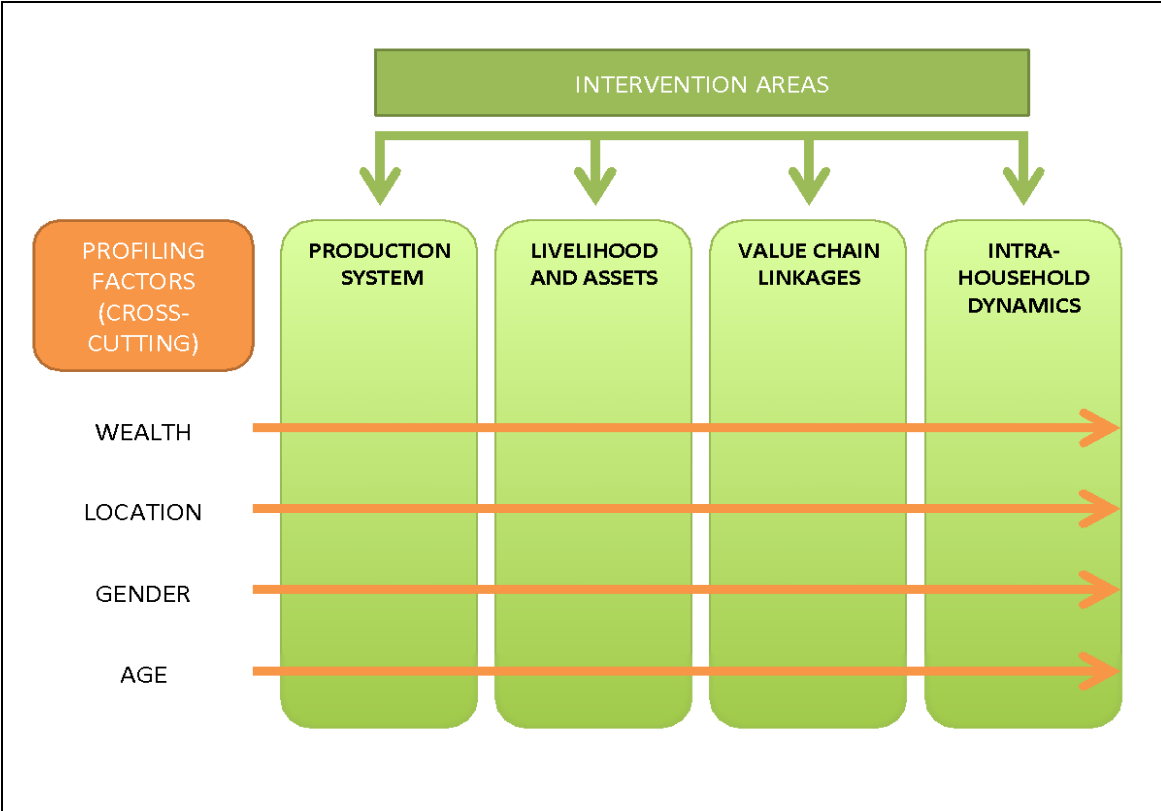 INTERVENTION AREAS
PROFILING
FACTORS
(CROSS-
CUTTING)
PRODUCTION
SYSTEM
LIVELIHOOD
AND ASSETS
VALUE CHAIN
LINKAGES
INTRA-
HOUSEHOLD
DYNAMICS
WEALTH
LOCATION
GENDER
AGE